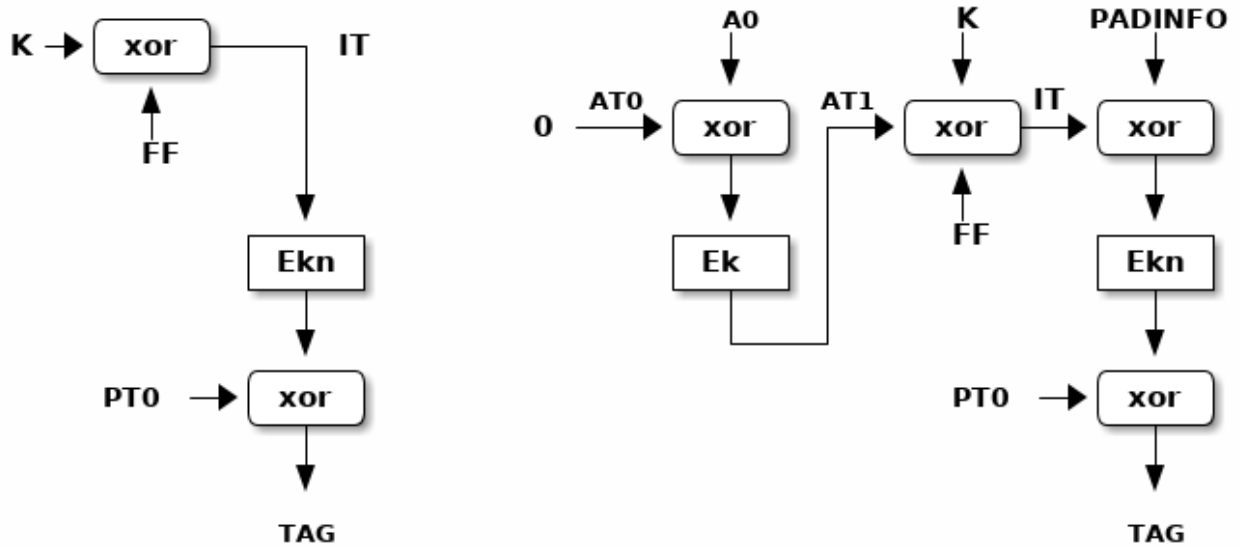 K
xor
IT
FF
Ekn
PT0
xor
TAG
A0
K
PADINFO
0
AT0
xor
AT1
xor
IT
xor
FF
Ek
Ekn
PT0
xor
TAG